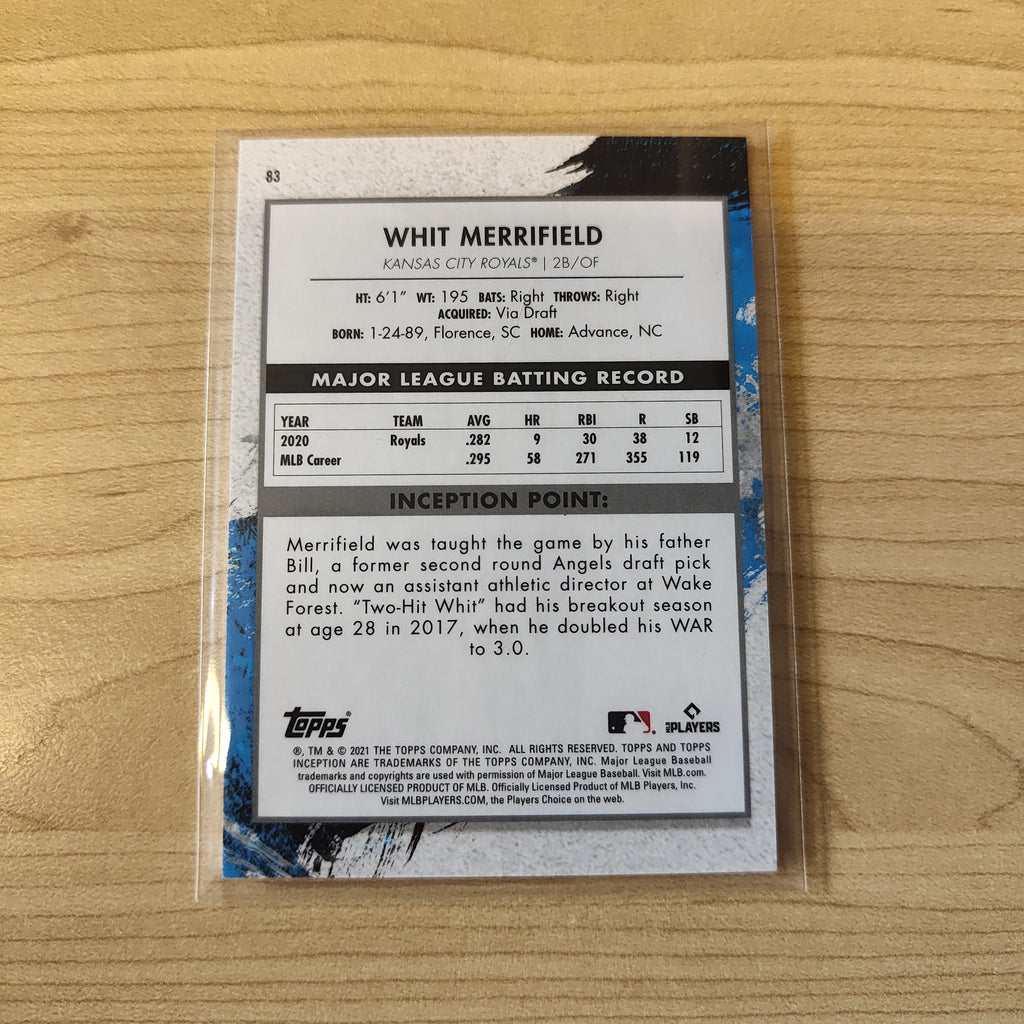 83
WHIT MERRIFIELD
KANSAS CITY ROYALS® | 2B/OF
HT: 6'1" WT: 195 BATS: Right THROWS: Right
ACQUIRED: Via Draft
BORN: 1-24-89, Florence, SC HOME: Advance, NC
MAJOR LEAGUE BATTING RECORD
YEAR TEAM AVG HR RBI R SB
2020 Royals .282 9 30 38 12
MLB Career .295 58 271 355 119
INCEPTION POINT:
Merrifield was taught the game by his father
Bill, a former second round Angels draft pick
and now an assistant athletic director at Wake
Forest. "Two-Hit Whit" had his breakout season
at age 28 in 2017, when he doubled his WAR
to 3.0.
topps® MLB PLAYERS
®, TM & © 2021 THE TOPPS COMPANY, INC. ALL RIGHTS RESERVED. TOPPS AND TOPPS
INCEPTION ARE TRADEMARKS OF THE TOPPS COMPANY, INC. Major League Baseball
trademarks and copyrights are used with permission of Major League Baseball. Visit MLB.com.
OFFICIALLY LICENSED PRODUCT OF MLB. Officially Licensed Product of MLB Players, Inc.
Visit MLBPLAYERS.COM, the Players Choice on the web.